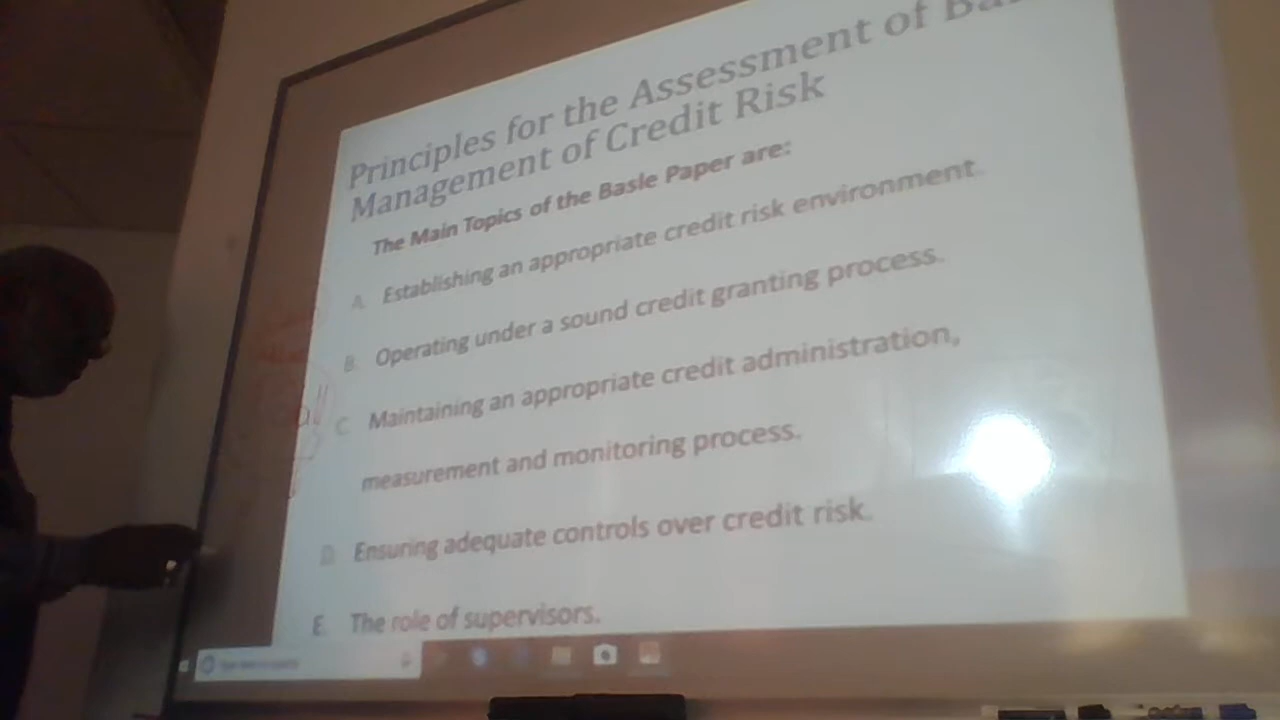 Principles for the Assessment of
Management of Credit Risk
The Main Topics of the Basle Paper are:
A. Establishing an appropriate credit risk environment.
B. Operating under a sound credit granting process.
C Maintaining an appropriate credit administration,
measurement and monitoring process.
D Ensuring adequate controls over credit risk.
E. The role of supervisors.